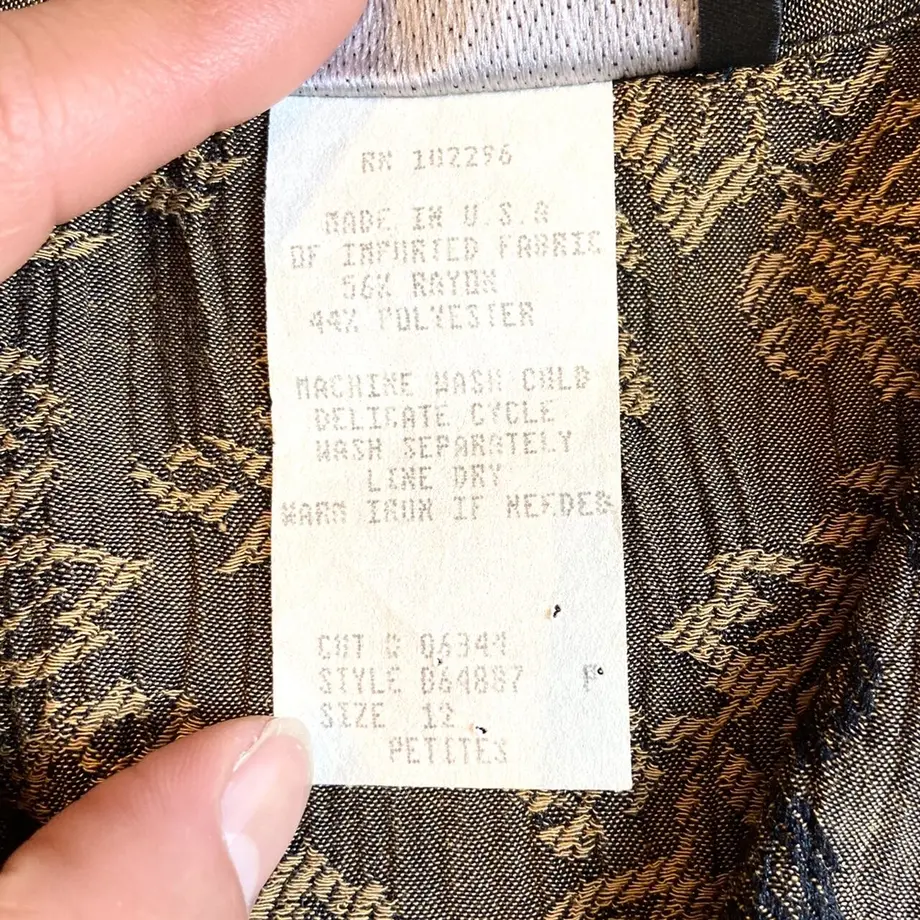 RN 102296
MADE IN U.S.A
OF IMPORTED FABRIC
56% RAYON
44% POLYESTER
MACHINE WASH COLD
DELICATE CYCLE
WASH SEPARATELY
LINE DRY
WARM IRON IF NEEDED
CUT # 06344
STYLE 064887 P
SIZE 12
PETITES